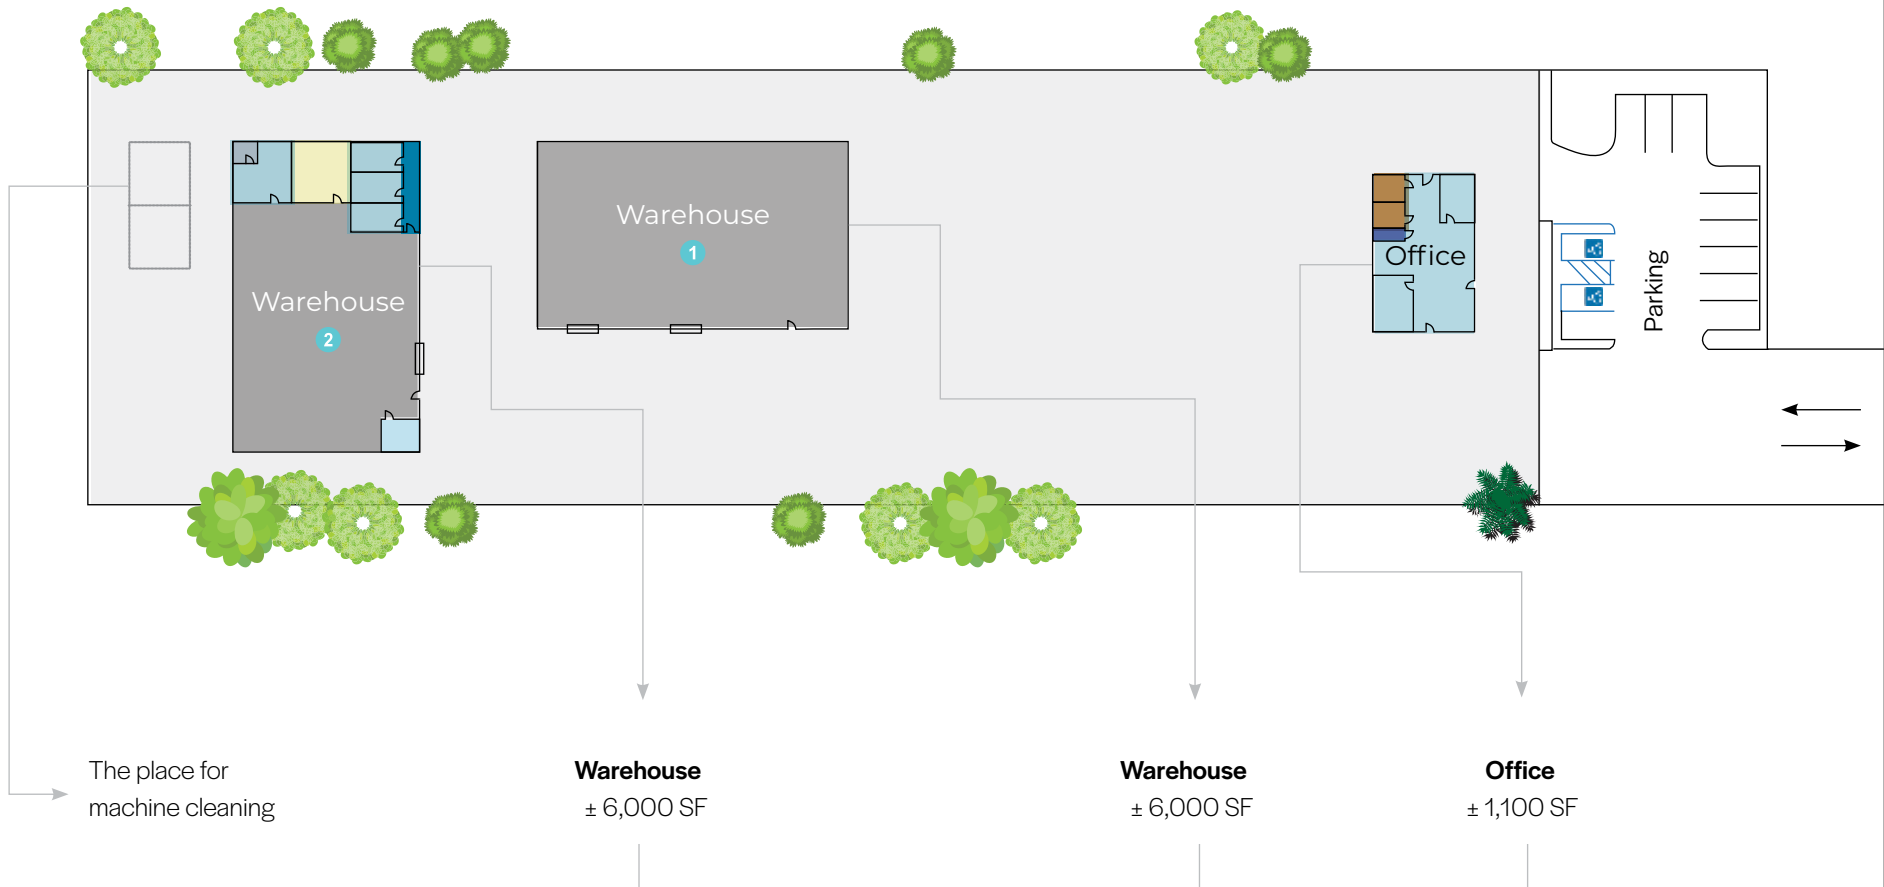 Warehouse
1
Warehouse
2
Office
Parking
The place for
machine cleaning
Warehouse
± 6,000 SF
Warehouse
± 6,000 SF
Office
± 1,100 SF